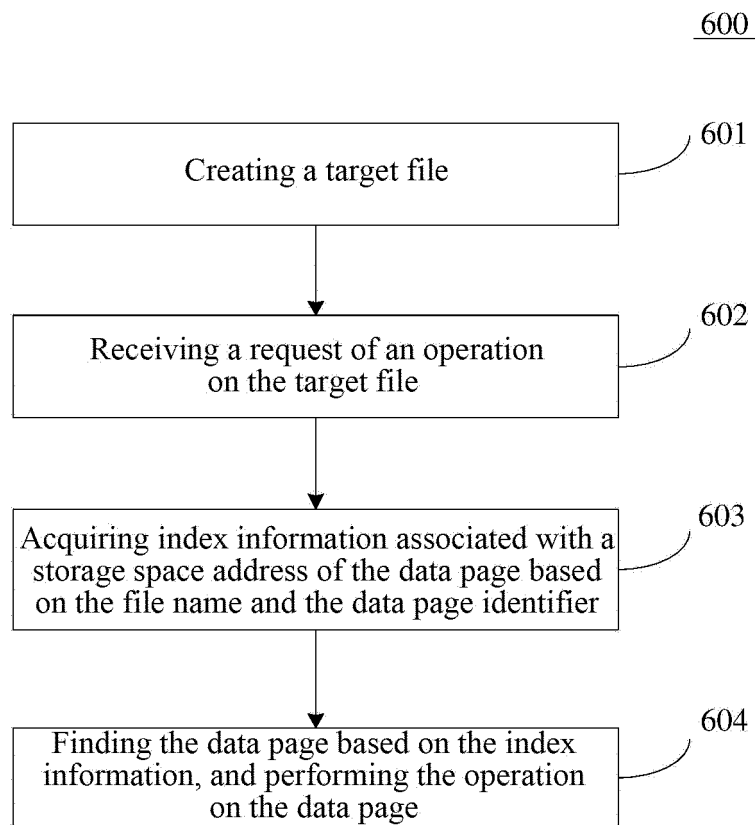 600
601
Creating a target file
602
Receiving a request of an operation
on the target file
603
Acquiring index information associated with a
storage space address of the data page based
on the file name and the data page identifier
604
Finding the data page based on the index
information, and performing the operation
on the data page